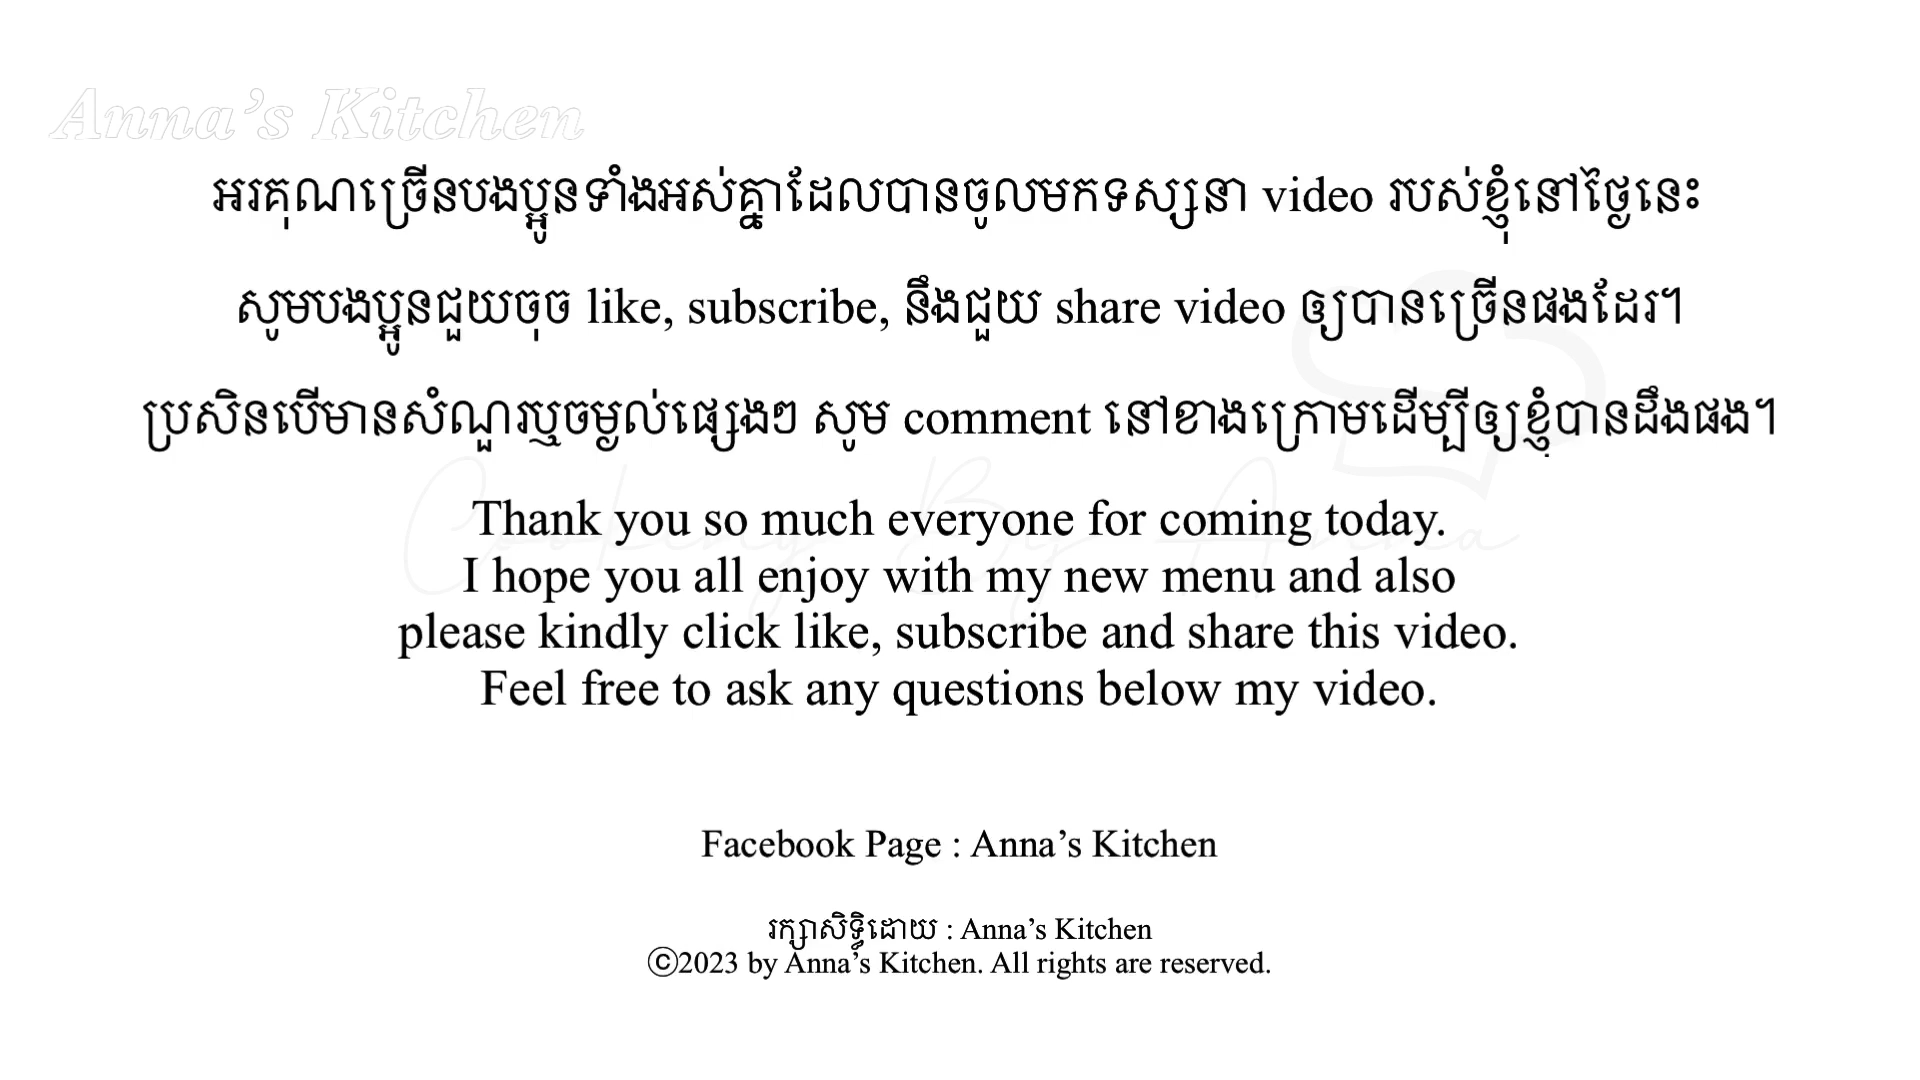 Anna’s Kitchen
អរគុណច្រើនបងប្អូនទាំងអស់គ្នាដែលបានចូលមកទស្សនា video របស់ខ្ញុំនៅថ្ងៃនេះ
សូមបងប្អូនជួយចុច like, subscribe, នឹងជួយ share video ឲ្យបានច្រើនផងដែរ។
ប្រសិនបើមានសំណួរឬចម្ងល់ផ្សេងៗ សូម comment នៅខាងក្រោមដើម្បីឲ្យខ្ញុំបានដឹងផង។
Cooking By Anna
Thank you so much everyone for coming today.
I hope you all enjoy with my new menu and also
please kindly click like, subscribe and share this video.
Feel free to ask any questions below my video.
Facebook Page : Anna’s Kitchen
រក្សាសិទ្ធិដោយ : Anna’s Kitchen
©2023 by Anna’s Kitchen. All rights are reserved.